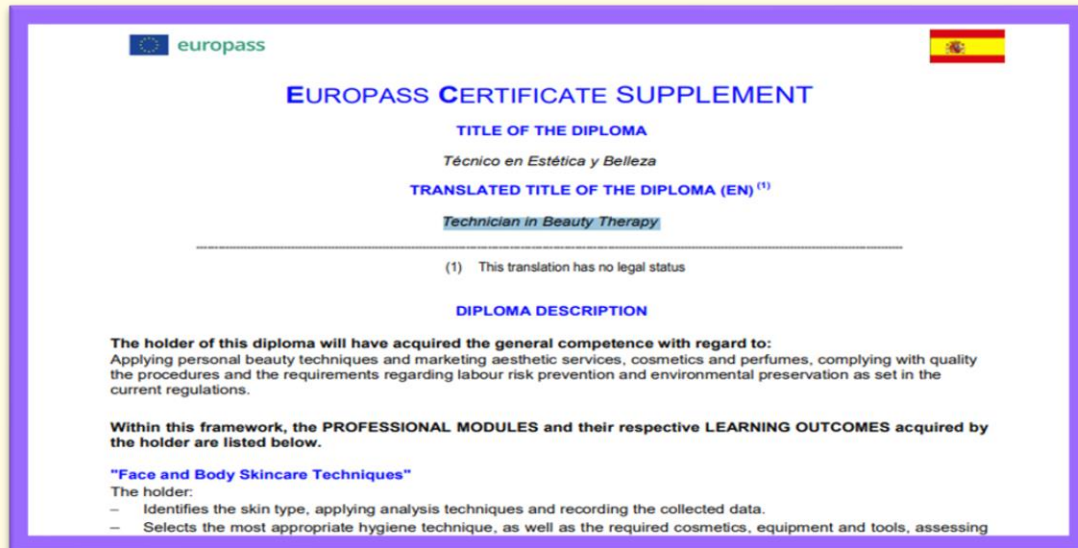 europass
EUROPASS CERTIFICATE SUPPLEMENT
TITLE OF THE DIPLOMA
Técnico en Estética y Belleza
TRANSLATED TITLE OF THE DIPLOMA (EN) (1)
Technician in Beauty Therapy
(1) This translation has no legal status
DIPLOMA DESCRIPTION
The holder of this diploma will have acquired the general competence with regard to:
Applying personal beauty techniques and marketing aesthetic services, cosmetics and perfumes, complying with quality
the procedures and the requirements regarding labour risk prevention and environmental preservation as set in the
current regulations.
Within this framework, the PROFESSIONAL MODULES and their respective LEARNING OUTCOMES acquired by
the holder are listed below.
"Face and Body Skincare Techniques"
The holder:
– Identifies the skin type, applying analysis techniques and recording the collected data.
– Selects the most appropriate hygiene technique, as well as the required cosmetics, equipment and tools, assessing